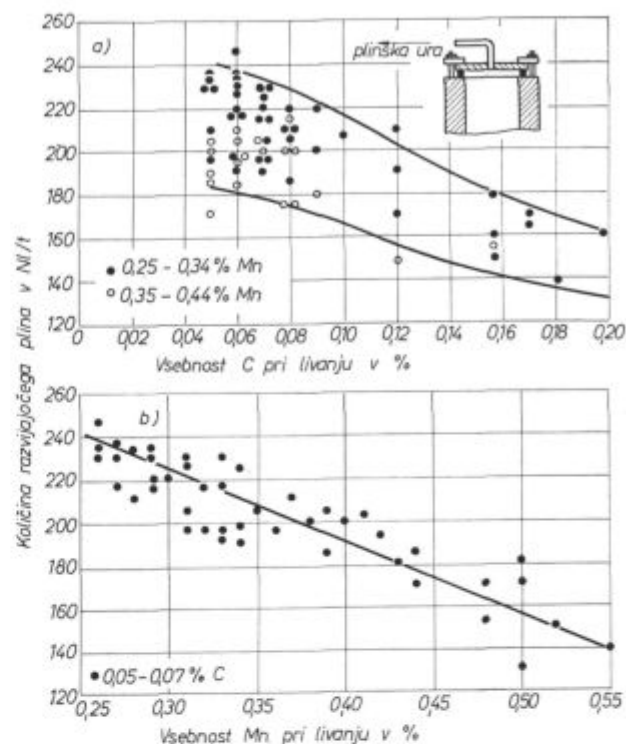 260
a)
plinska ura
240
220
200
180
160
140
120
0,25 - 0,34% Mn
0,35 - 0,44% Mn
0 0,02 0,04 0,06 0,08 0,10 0,12 0,14 0,16 0,18 0,20
Vsebnost C pri livanju v %
Količina razvijajočega plina v Nl/t
260
b)
240
220
200
180
160
140
120
0,05-0,07% C
0,25 0,30 0,35 0,40 0,45 0,50 0,55
Vsebnost Mn pri livanju v %